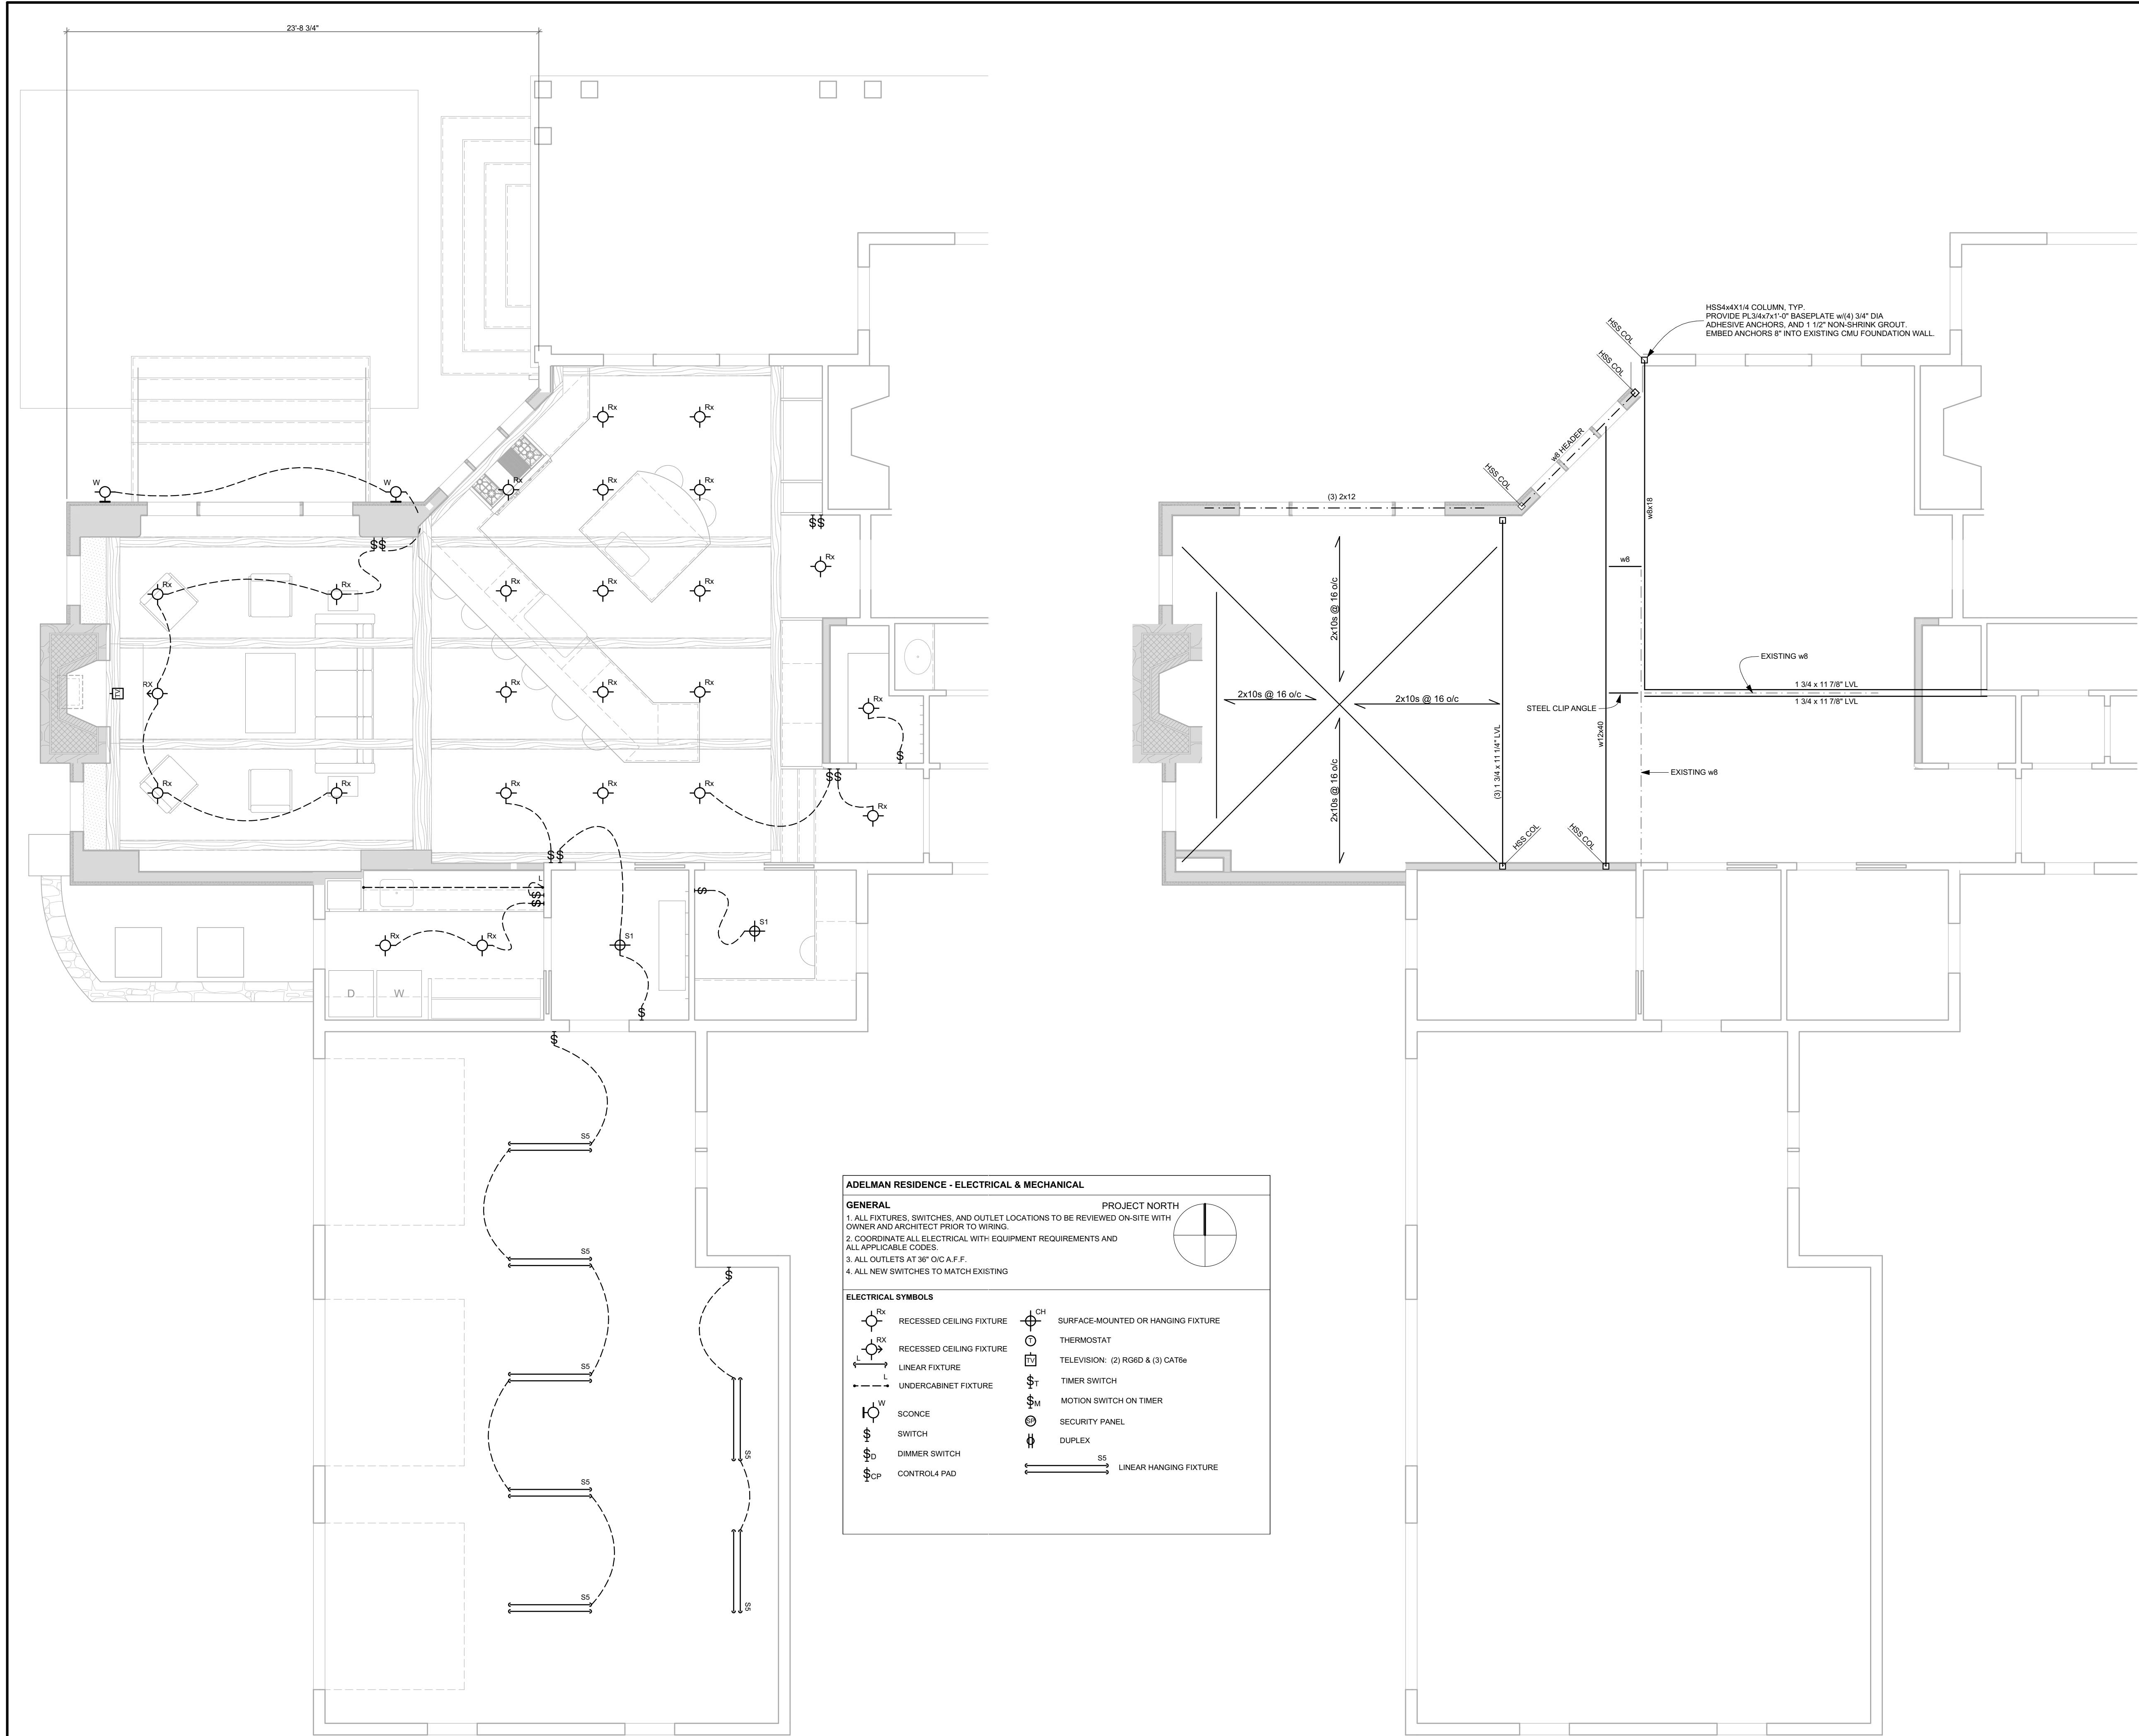 23'-8 3/4"
W
W
Rx
Rx
Rx
Rx
Rx
$$
Rx
$$
Rx
Rx
Rx
Rx
Rx
TV
RX
Rx
Rx
Rx
Rx
$
Rx
Rx
Rx
Rx
Rx
$$
Rx
$$
L
$$
$
S1
Rx
Rx
S1
D
W
$
$
S5
S5
$
S5
S5
S5
S5
S5
HSS4x4X1/4 COLUMN, TYP.
PROVIDE PL3/4x7x1'-0" BASEPLATE w/(4) 3/4" DIA
ADHESIVE ANCHORS, AND 1 1/2" NON-SHRINK GROUT.
EMBED ANCHORS 8" INTO EXISTING CMU FOUNDATION WALL.
HSS COL
HSS COL
w8 HEADER
HSS COL
(3) 2x12
w8x18
w8
2x10s @ 16 o/c
EXISTING w8
1 3/4 x 11 7/8" LVL
2x10s @ 16 o/c
2x10s @ 16 o/c
1 3/4 x 11 7/8" LVL
STEEL CLIP ANGLE
w12x40
(3) 1 3/4 x 11 1/4" LVL
2x10s @ 16 o/c
EXISTING w8
HSS COL
HSS COL
ADELMAN RESIDENCE - ELECTRICAL & MECHANICAL
GENERAL
PROJECT NORTH
1. ALL FIXTURES, SWITCHES, AND OUTLET LOCATIONS TO BE REVIEWED ON-SITE WITH
OWNER AND ARCHITECT PRIOR TO WIRING.
2. COORDINATE ALL ELECTRICAL WITH EQUIPMENT REQUIREMENTS AND
ALL APPLICABLE CODES.
3. ALL OUTLETS AT 36" O/C A.F.F.
4. ALL NEW SWITCHES TO MATCH EXISTING
ELECTRICAL SYMBOLS
Rx RECESSED CEILING FIXTURE
RX RECESSED CEILING FIXTURE
L LINEAR FIXTURE
L UNDERCABINET FIXTURE
W SCONCE
$ SWITCH
$D DIMMER SWITCH
$CP CONTROL4 PAD
CH SURFACE-MOUNTED OR HANGING FIXTURE
T THERMOSTAT
TV TELEVISION: (2) RG6D & (3) CAT6e
$T TIMER SWITCH
$M MOTION SWITCH ON TIMER
SP SECURITY PANEL
DUPLEX
S5 LINEAR HANGING FIXTURE